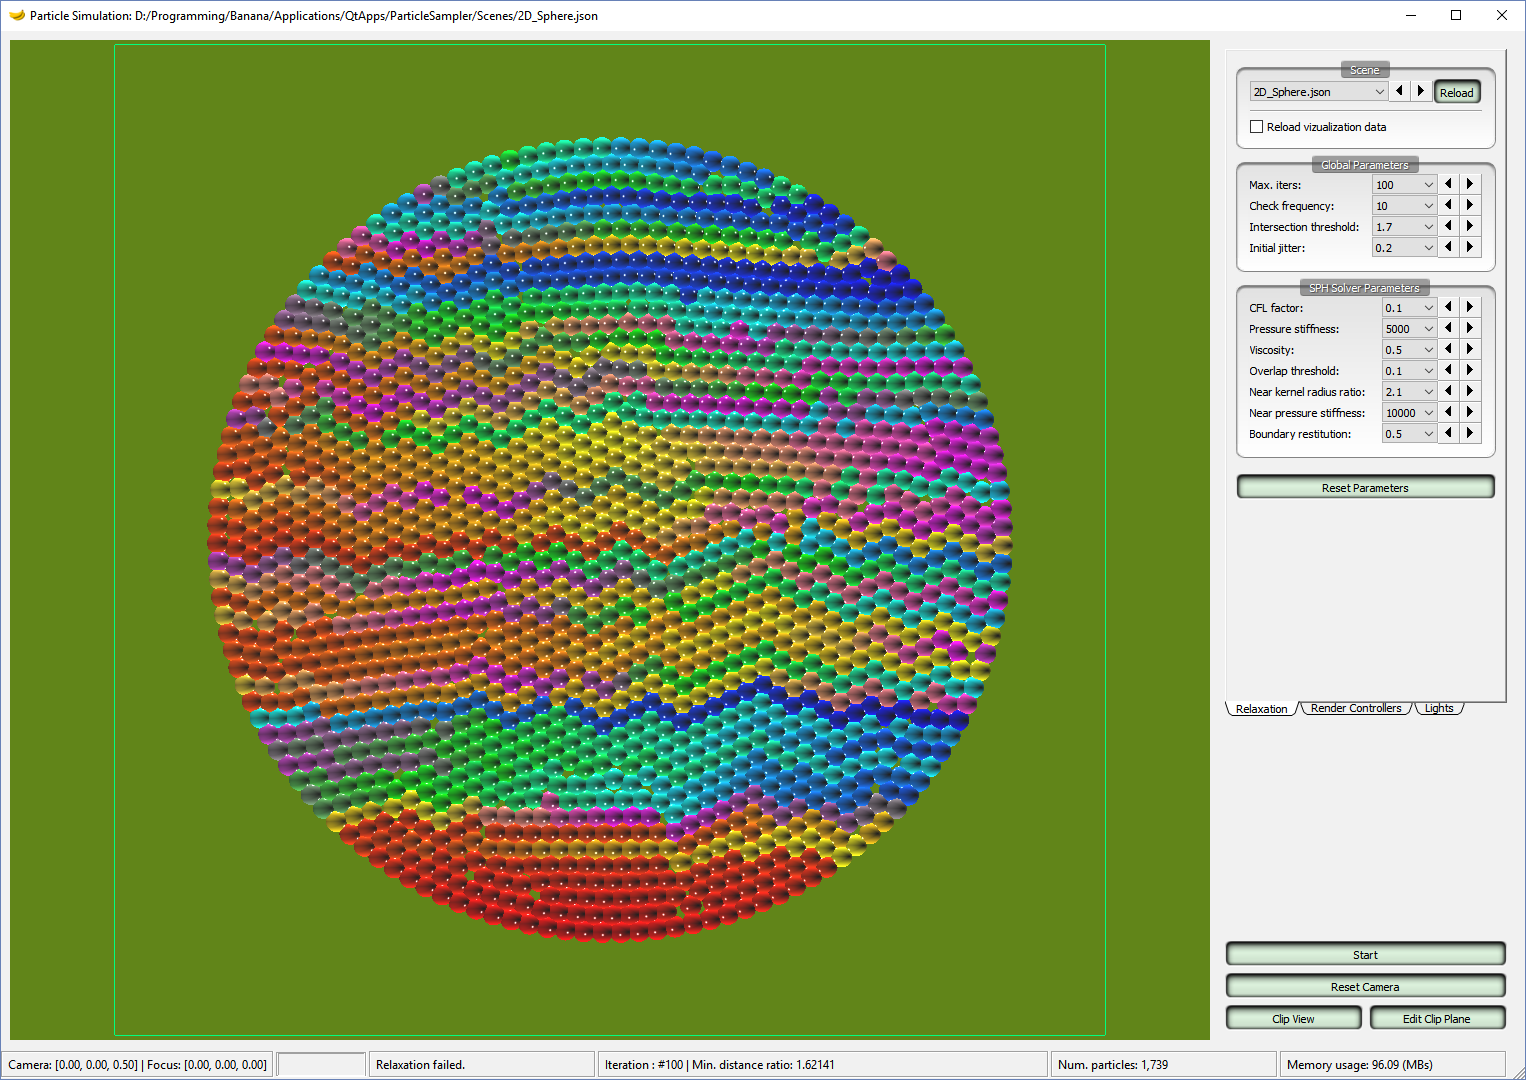 Particle Simulation: D:/Programming/Banana/Applications/QtApps/ParticleSampler/Scenes/2D_Sphere.json
Scene
2D_Sphere.json
Reload
Reload vizualization data
Global Parameters
Max. iters: 100
Check frequency: 10
Intersection threshold: 1.7
Initial jitter: 0.2
SPH Solver Parameters
CFL factor: 0.1
Pressure stiffness: 5000
Viscosity: 0.5
Overlap threshold: 0.1
Near kernel radius ratio: 2.1
Near pressure stiffness: 10000
Boundary restitution: 0.5
Reset Parameters
Relaxation Render Controllers Lights
Start
Reset Camera
Clip View Edit Clip Plane
Camera: [0.00, 0.00, 0.50] | Focus: [0.00, 0.00, 0.00] Relaxation failed. Iteration : #100 | Min. distance ratio: 1.62141 Num. particles: 1,739 Memory usage: 96.09 (MBs)